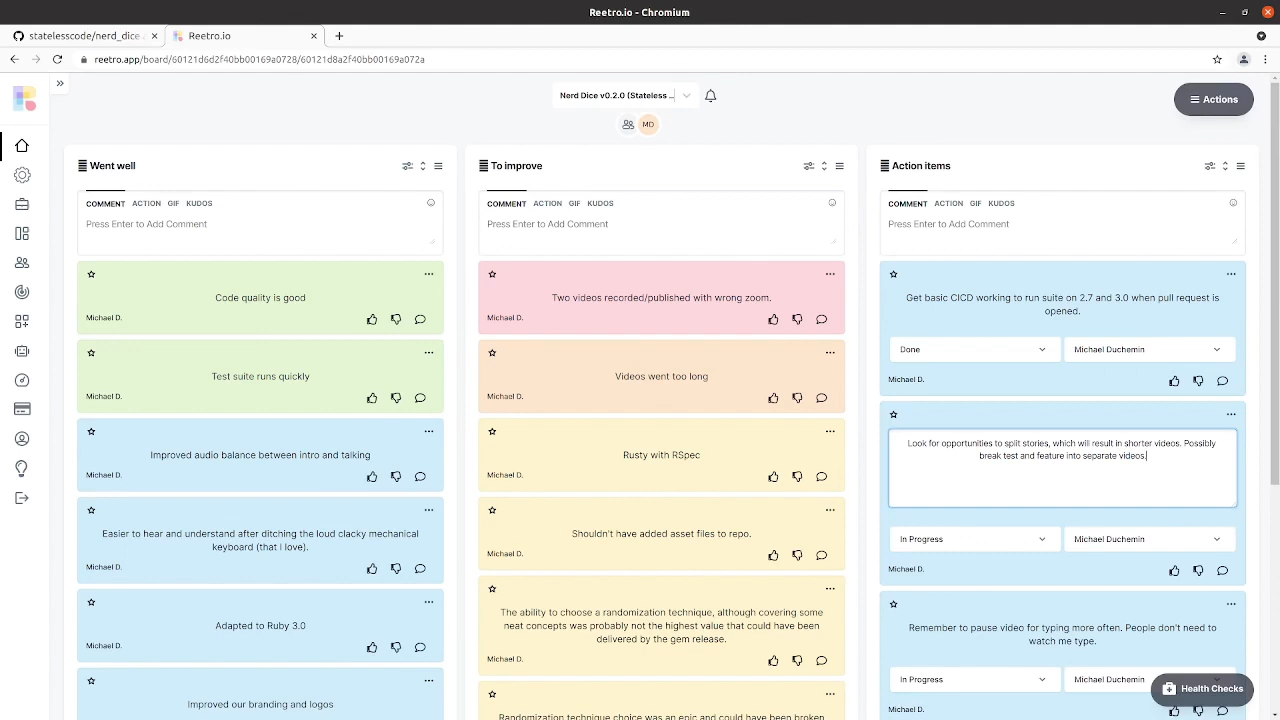 Reetro.io - Chromium
statelesscode/nerd_dice
Reetro.io
reetro.app/board/60121d6d2f40bb00169a0728/60121d8a2f40bb00169a072a
Nerd Dice v0.2.0 (Stateless ..
Actions
MD
Went well
COMMENT ACTION GIF KUDOS
Press Enter to Add Comment
Code quality is good
Michael D.
Test suite runs quickly
Michael D.
Improved audio balance between intro and talking
Michael D.
Easier to hear and understand after ditching the loud clacky mechanical
keyboard (that I love).
Michael D.
Adapted to Ruby 3.0
Michael D.
Improved our branding and logos
To improve
COMMENT ACTION GIF KUDOS
Press Enter to Add Comment
Two videos recorded/published with wrong zoom.
Michael D.
Videos went too long
Michael D.
Rusty with RSpec
Michael D.
Shouldn't have added asset files to repo.
Michael D.
The ability to choose a randomization technique, although covering some
neat concepts was probably not the highest value that could have been
delivered by the gem release.
Michael D.
Randomization technique choice was an epic and could have been broken
Action items
COMMENT ACTION GIF KUDOS
Press Enter to Add Comment
Get basic CICD working to run suite on 2.7 and 3.0 when pull request is
opened.
Done
Michael Duchemin
Michael D.
Look for opportunities to split stories, which will result in shorter videos. Possibly
break test and feature into separate videos.
In Progress
Michael Duchemin
Michael D.
Remember to pause video for typing more often. People don't need to
watch me type.
In Progress
Michael Duchemin
Michael D.
Health Checks